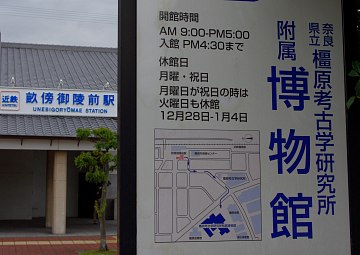 近鉄
KINTETSU
畝傍御陵前駅
UNEBIGORYŌMAE STATION
開館時間
AM 9:00-PM5:00
入館 PM4:30まで
休館日
月曜・祝日
月曜日が祝日の時は
火曜日も休館
12月28日-1月4日
奈良
県立
橿原考古学研究所
附属
博物館